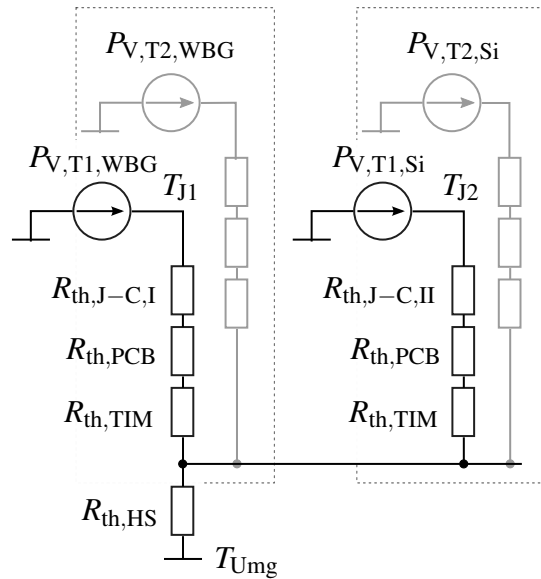 P_V,T2,WBG
P_V,T2,Si
P_V,T1,WBG
T_J1
P_V,T1,Si
T_J2
R_th,J−C,I
R_th,J−C,II
R_th,PCB
R_th,PCB
R_th,TIM
R_th,TIM
R_th,HS
T_Umg